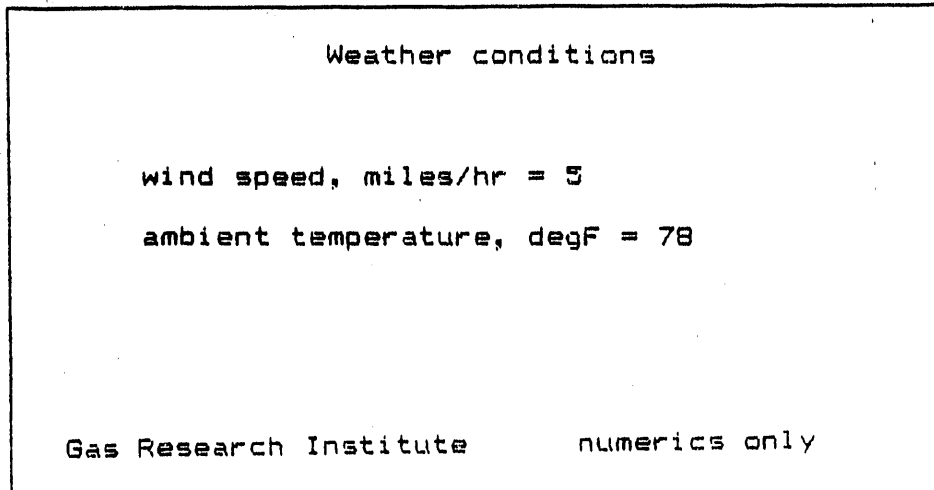 Weather conditions
wind speed, miles/hr = 5
ambient temperature, degF = 78
Gas Research Institute numerics only